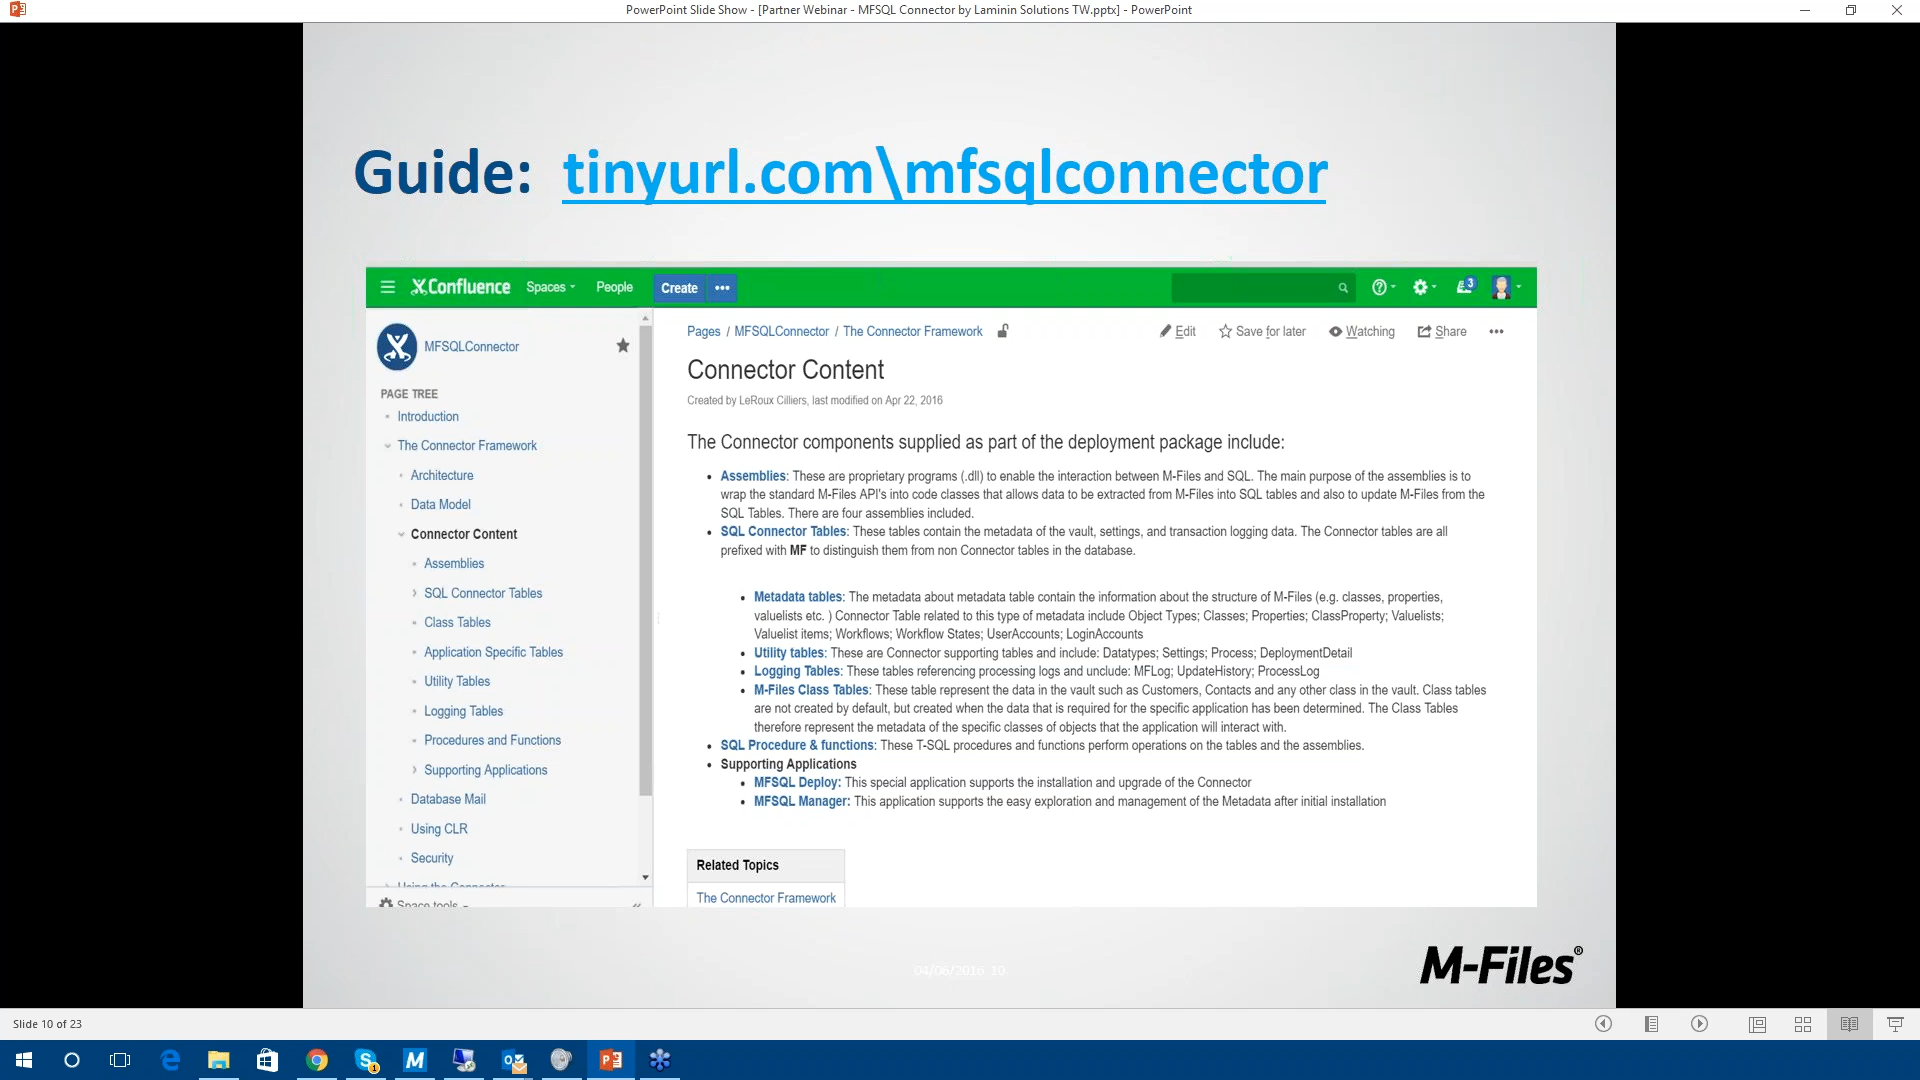 PowerPoint Slide Show - [Partner Webinar - MFSQL Connector by Laminin Solutions TW.pptx] - PowerPoint
Guide: tinyurl.com\mfsqlconnector
Confluence Spaces People Create ••• 3
MFSQLConnector
PAGE TREE
Introduction
The Connector Framework
Architecture
Data Model
Connector Content
Assemblies
SQL Connector Tables
Class Tables
Application Specific Tables
Utility Tables
Logging Tables
Procedures and Functions
Supporting Applications
Database Mail
Using CLR
Security
Using the Connector
Space tools
Pages / MFSQLConnector / The Connector Framework
Edit Save for later Watching Share •••
Connector Content
Created by LeRoux Cilliers, last modified on Apr 22, 2016
The Connector components supplied as part of the deployment package include:
• Assemblies: These are proprietary programs (.dll) to enable the interaction between M-Files and SQL. The main purpose of the assemblies is to
wrap the standard M-Files API's into code classes that allows data to be extracted from M-Files into SQL tables and also to update M-Files from the
SQL Tables. There are four assemblies included.
• SQL Connector Tables: These tables contain the metadata of the vault, settings, and transaction logging data. The Connector tables are all
prefixed with MF to distinguish them from non Connector tables in the database.
• Metadata tables: The metadata about metadata table contain the information about the structure of M-Files (e.g. classes, properties,
valuelists etc. ) Connector Table related to this type of metadata include Object Types; Classes; Properties; ClassProperty; Valuelists;
Valuelist items; Workflows; Workflow States; UserAccounts; LoginAccounts
• Utility tables: These are Connector supporting tables and include: Datatypes; Settings; Process; DeploymentDetail
• Logging Tables: These tables referencing processing logs and unclude: MFLog; UpdateHistory; ProcessLog
• M-Files Class Tables: These table represent the data in the vault such as Customers, Contacts and any other class in the vault. Class tables
are not created by default, but created when the data that is required for the specific application has been determined. The Class Tables
therefore represent the metadata of the specific classes of objects that the application will interact with.
• SQL Procedure & functions: These T-SQL procedures and functions perform operations on the tables and the assemblies.
• Supporting Applications
• MFSQL Deploy: This special application supports the installation and upgrade of the Connector
• MFSQL Manager: This application supports the easy exploration and management of the Metadata after initial installation
Related Topics
The Connector Framework
04/06/2016 10
M-Files®
Slide 10 of 23